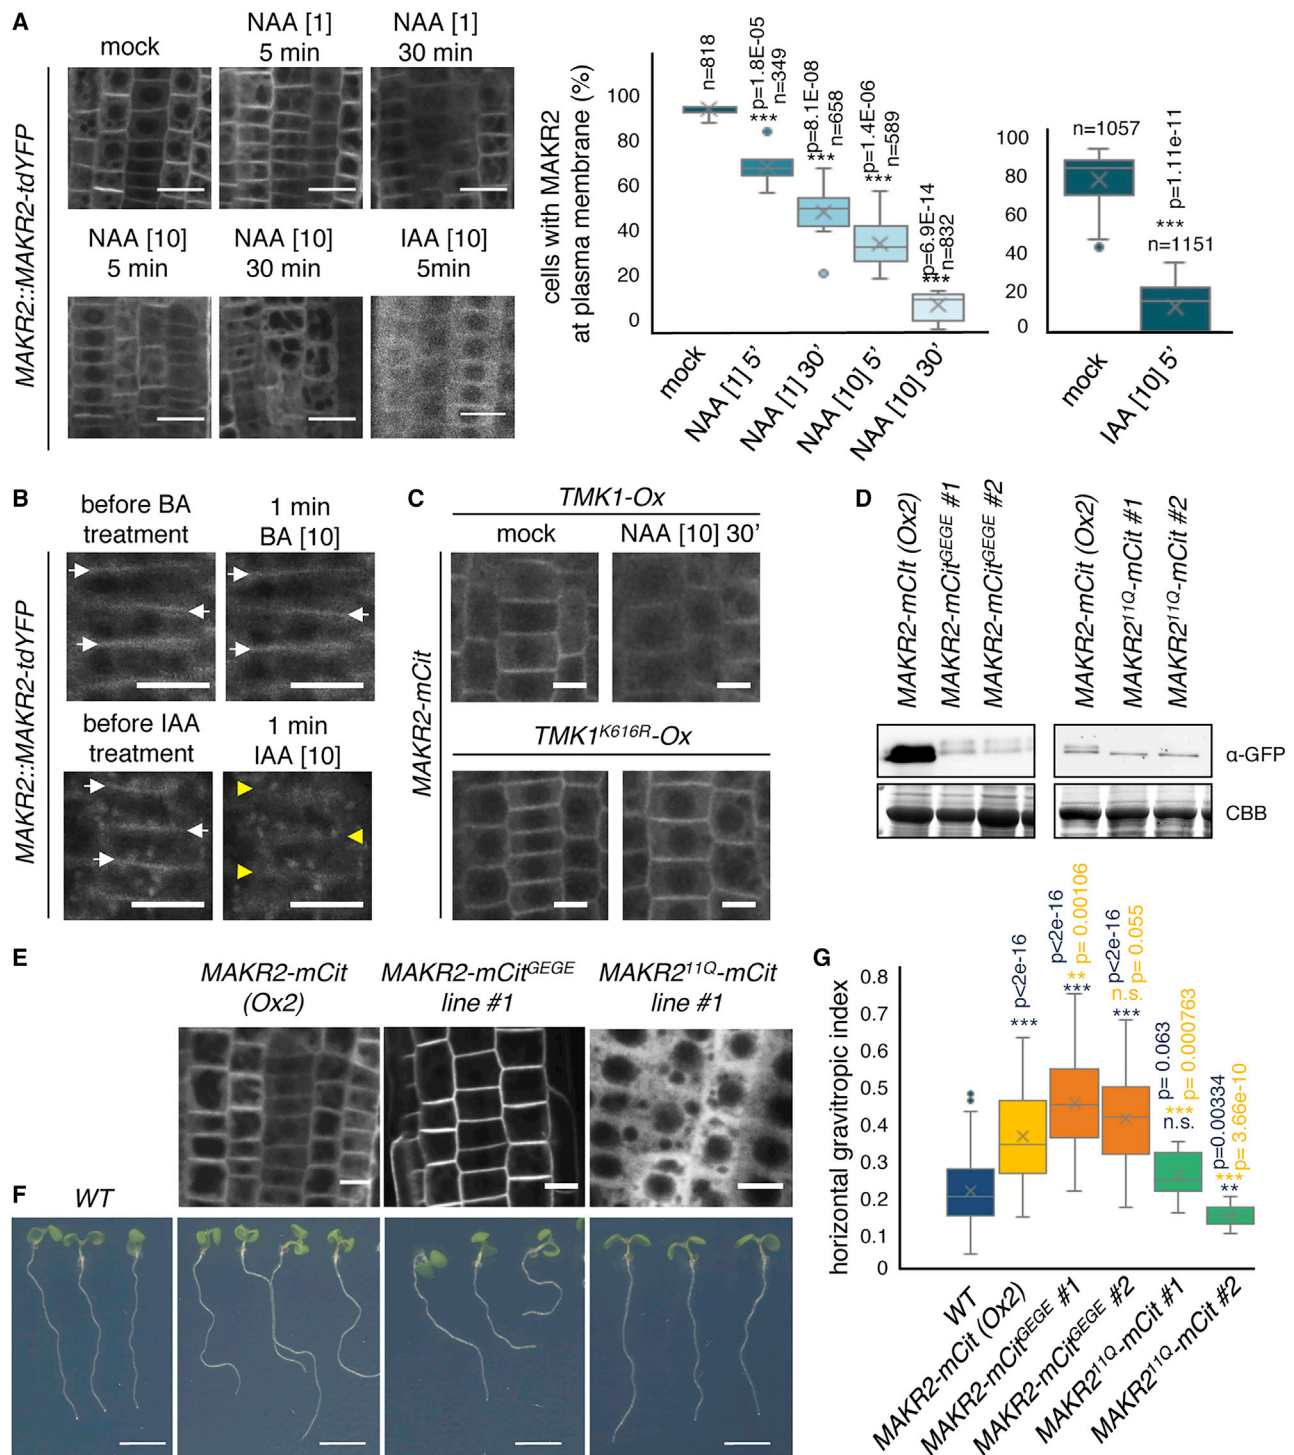 A
mock
NAA [1]
5 min
NAA [1]
30 min
NAA [10]
5 min
NAA [10]
30 min
IAA [10]
5min
MAKR2::MAKR2-tdYFP
cells with MAKR2
at plasma membrane (%)
100
80
60
40
20
0
n=818
p=1.8E-05
n=349
***
p=8.1E-08
n=658
***
p=1.4E-06
n=589
***
p=6.9E-14
n=832
***
mock
NAA [1] 5'
NAA [1] 30'
NAA [10] 5'
NAA [10] 30'
100
80
60
40
20
0
n=1057
p=1.11e-11
***
n=1151
mock
IAA [10] 5'
B
before BA
treatment
1 min
BA [10]
before IAA
treatment
1 min
IAA [10]
MAKR2::MAKR2-tdYFP
C
TMK1-Ox
mock
NAA [10] 30'
TMK1K616R-Ox
MAKR2-mCit
D
MAKR2-mCit (Ox2)
MAKR2-mCitGEGE #1
MAKR2-mCitGEGE #2
MAKR2-mCit (Ox2)
MAKR211Q-mCit #1
MAKR211Q-mCit #2
α-GFP
CBB
E
MAKR2-mCit
(Ox2)
MAKR2-mCitGEGE
line #1
MAKR211Q-mCit
line #1
F
WT
G
horizontal gravitropic index
0.8
0.7
0.6
0.5
0.4
0.3
0.2
0.1
0
p<2e-16
***
p<2e-16
p= 0.00106
**
***
p<2e-16
p= 0.055
n.s.
***
p= 0.063
p= 0.000763
***
n.s.
p=0.00334
p= 3.66e-10
***
**
WT
MAKR2-mCit (Ox2)
MAKR2-mCitGEGE #1
MAKR2-mCitGEGE #2
MAKR211Q-mCit #1
MAKR211Q-mCit #2